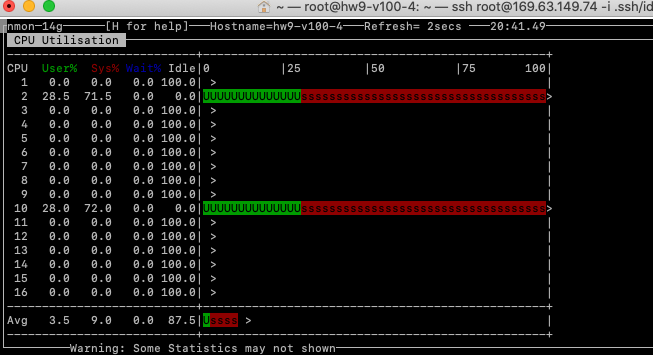 ~ — root@hw9-v100-4: ~ — ssh root@169.63.149.74 -i .ssh/id
nmon-14g [H for help] Hostname=hw9-v100-4 Refresh= 2secs 20:41.49
CPU Utilisation
CPU User% Sys% Wait% Idle|0 |25 |50 |75 100|
1 0.0 0.0 0.0 100.0| > |
2 28.5 71.5 0.0 0.0|UUUUUUUUUUUUUUssssssssssssssssssssssssssssssssssss>
3 0.0 0.0 0.0 100.0| > |
4 0.0 0.0 0.0 100.0| > |
5 0.0 0.0 0.0 100.0| > |
6 0.0 0.0 0.0 100.0| > |
7 0.0 0.0 0.0 100.0| > |
8 0.0 0.0 0.0 100.0| > |
9 0.0 0.0 0.0 100.0| > |
10 28.0 72.0 0.0 0.0|UUUUUUUUUUUUUUsssssssssssssssssssssssssssssssssss>
11 0.0 0.0 0.0 100.0| > |
12 0.0 0.0 0.0 100.0| > |
13 0.0 0.0 0.0 100.0| > |
14 0.0 0.0 0.0 100.0| > |
15 0.0 0.0 0.0 100.0| > |
16 0.0 0.0 0.0 100.0| > |
Avg 3.5 9.0 0.0 87.5|Ussss > |
Warning: Some Statistics may not shown